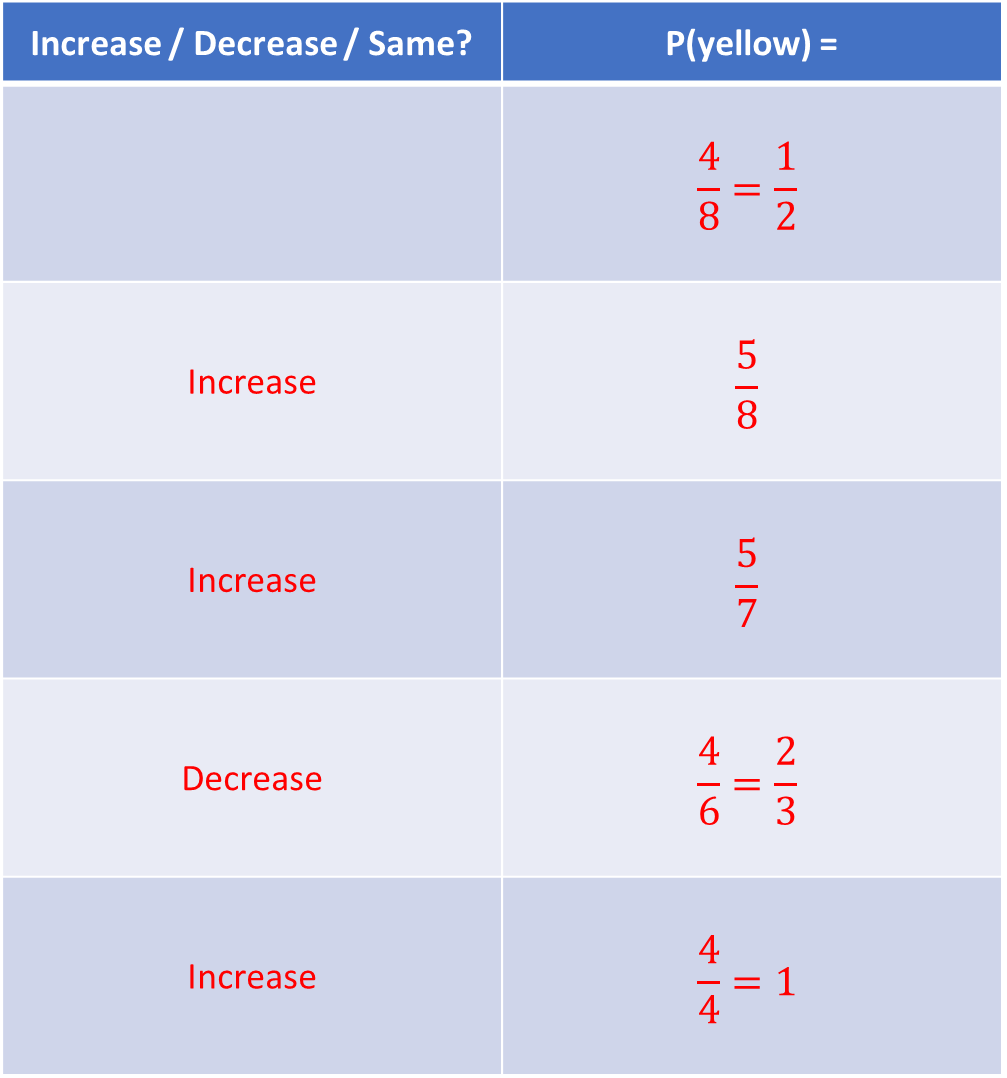 Increase / Decrease / Same? P(yellow) =
4/8 = 1/2
Increase 5/8
Increase 5/7
Decrease 4/6 = 2/3
Increase 4/4 = 1